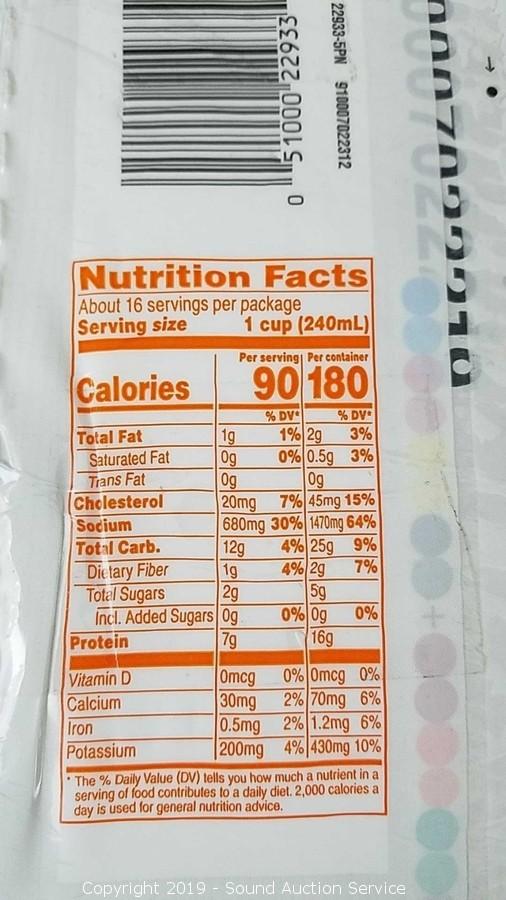 22933-5PN 910007022312
0 51000 22933
Nutrition Facts
About 16 servings per package
Serving size 1 cup (240mL)
Per serving Per container
Calories 90 180
% DV* % DV*
Total Fat 1g 1% 2g 3%
Saturated Fat 0g 0% 0.5g 3%
Trans Fat 0g 0g
Cholesterol 20mg 7% 45mg 15%
Sodium 680mg 30% 1470mg 64%
Total Carb. 12g 4% 25g 9%
Dietary Fiber 1g 4% 2g 7%
Total Sugars 2g 5g
Incl. Added Sugars 0g 0% 0g 0%
Protein 7g 16g
Vitamin D 0mcg 0% 0mcg 0%
Calcium 30mg 2% 70mg 6%
Iron 0.5mg 2% 1.2mg 6%
Potassium 200mg 4% 430mg 10%
* The % Daily Value (DV) tells you how much a nutrient in a
serving of food contributes to a daily diet. 2,000 calories a
day is used for general nutrition advice.
Copyright 2019 - Sound Auction Service